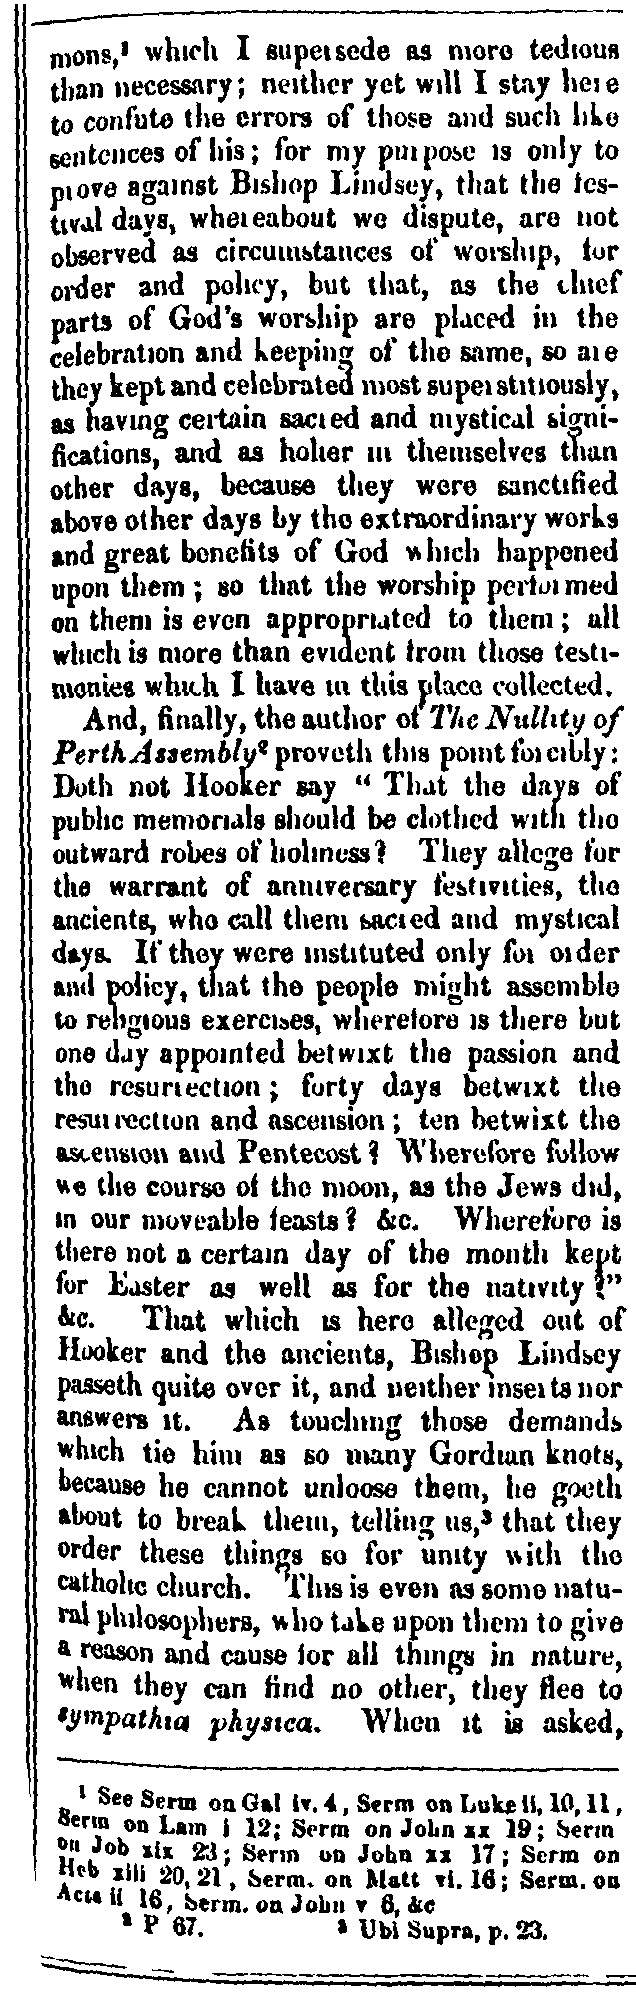 mons,¹ which I supersede as more tedious
than necessary; neither yet will I stay here
to confute the errors of those and such like
sentences of his; for my purpose is only to
prove against Bishop Lindsey, that the fes-
tival days, whereabout we dispute, are not
observed as circumstances of worship, for
order and policy, but that, as the chief
parts of God's worship are placed in the
celebration and keeping of the same, so are
they kept and celebrated most superstitiously,
as having certain sacred and mystical signi-
fications, and as holier in themselves than
other days, because they were sanctified
above other days by the extraordinary works
and great benefits of God which happened
upon them; so that the worship performed
on them is even appropriated to them; all
which is more than evident from those testi-
monies which I have in this place collected.
And, finally, the author of The Nullity of
Perth Assembly² proveth this point forcibly:
Doth not Hooker say "That the days of
public memorials should be clothed with the
outward robes of holiness? They allege for
the warrant of anniversary festivities, the
ancients, who call them sacred and mystical
days. If they were instituted only for order
and policy, that the people might assemble
to religious exercises, wherefore is there but
one day appointed betwixt the passion and
the resurrection; forty days betwixt the
resurrection and ascension; ten betwixt the
ascension and Pentecost? Wherefore follow
we the course of the moon, as the Jews did,
in our moveable feasts? &c. Wherefore is
there not a certain day of the month kept
for Easter as well as for the nativity?"
&c. That which is here alleged out of
Hooker and the ancients, Bishop Lindsey
passeth quite over it, and neither inserts nor
answers it. As touching those demands
which tie him as so many Gordian knots,
because he cannot unloose them, he goeth
about to break them, telling us,³ that they
order these things so for unity with the
catholic church. This is even as some natu-
ral philosophers, who take upon them to give
a reason and cause for all things in nature,
when they can find no other, they flee to
sympathia physica. When it is asked,
¹ See Serm on Gal iv. 4, Serm on Luke ii, 10, 11,
Serm on Lam i 12; Serm on John xx 19; Serm
on Job xix 23; Serm on John xx 17; Serm on
Heb xiii 20, 21, Serm. on Matt vi. 16; Serm. on
Acts ii 16, Serm. on John v 6, &c
² P 67. ³ Ubi Supra, p. 23.